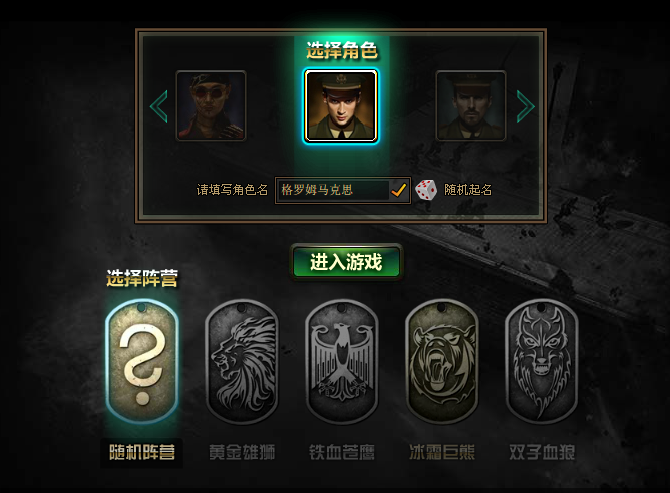 选择角色
请填写角色名 格罗姆马克思 随机起名
进入游戏
选择阵营
随机阵营 黄金雄狮 铁血苍鹰 冰霜巨熊 双子血狼